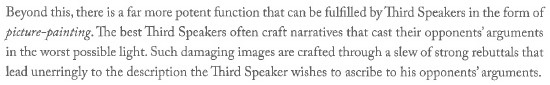 Beyond this, there is a far more potent function that can be fulfilled by Third Speakers in the form of
picture-painting. The best Third Speakers often craft narratives that cast their opponents' arguments
in the worst possible light. Such damaging images are crafted through a slew of strong rebuttals that
lead unerringly to the description the Third Speaker wishes to ascribe to his opponents' arguments.